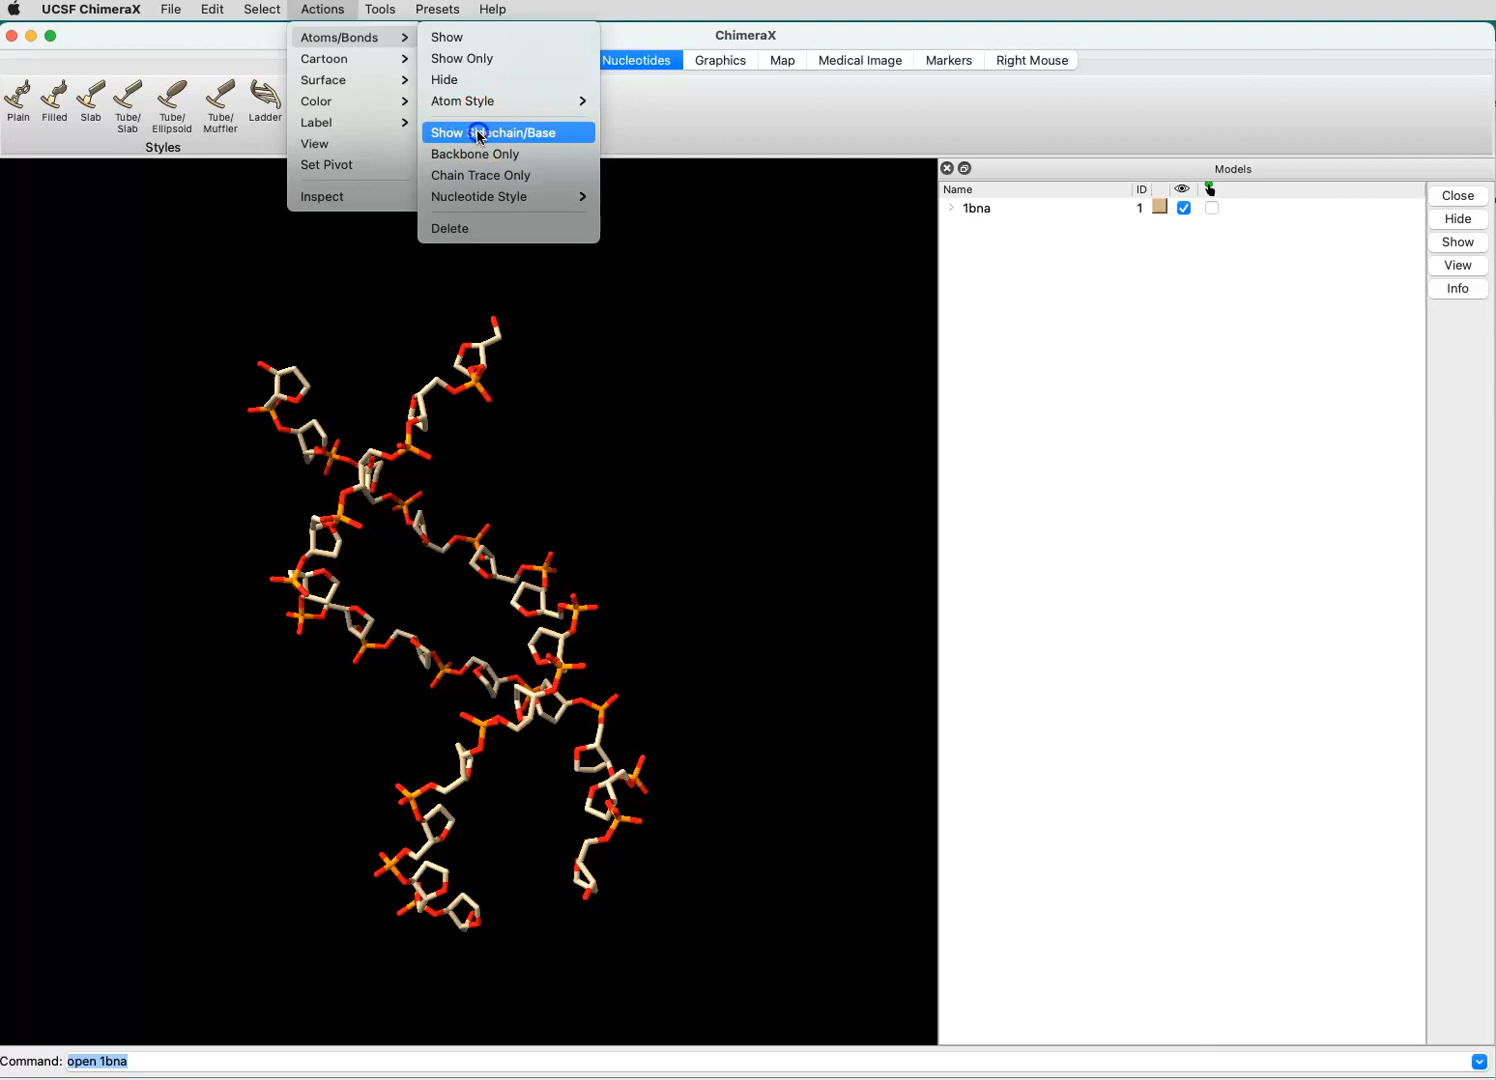 UCSF ChimeraX File Edit Select Actions Tools Presets Help
ChimeraX
Nucleotides Graphics Map Medical Image Markers Right Mouse
Plain
Filled
Slab
Tube/
Slab
Tube/
Ellipsoid
Tube/
Muffler
Ladder
Styles
Atoms/Bonds
Cartoon
Surface
Color
Label
View
Set Pivot
Inspect
Show
Show Only
Hide
Atom Style
Show Sidechain/Base
Backbone Only
Chain Trace Only
Nucleotide Style
Delete
Models
Name ID
1bna 1
Close
Hide
Show
View
Info
Command: open 1bna